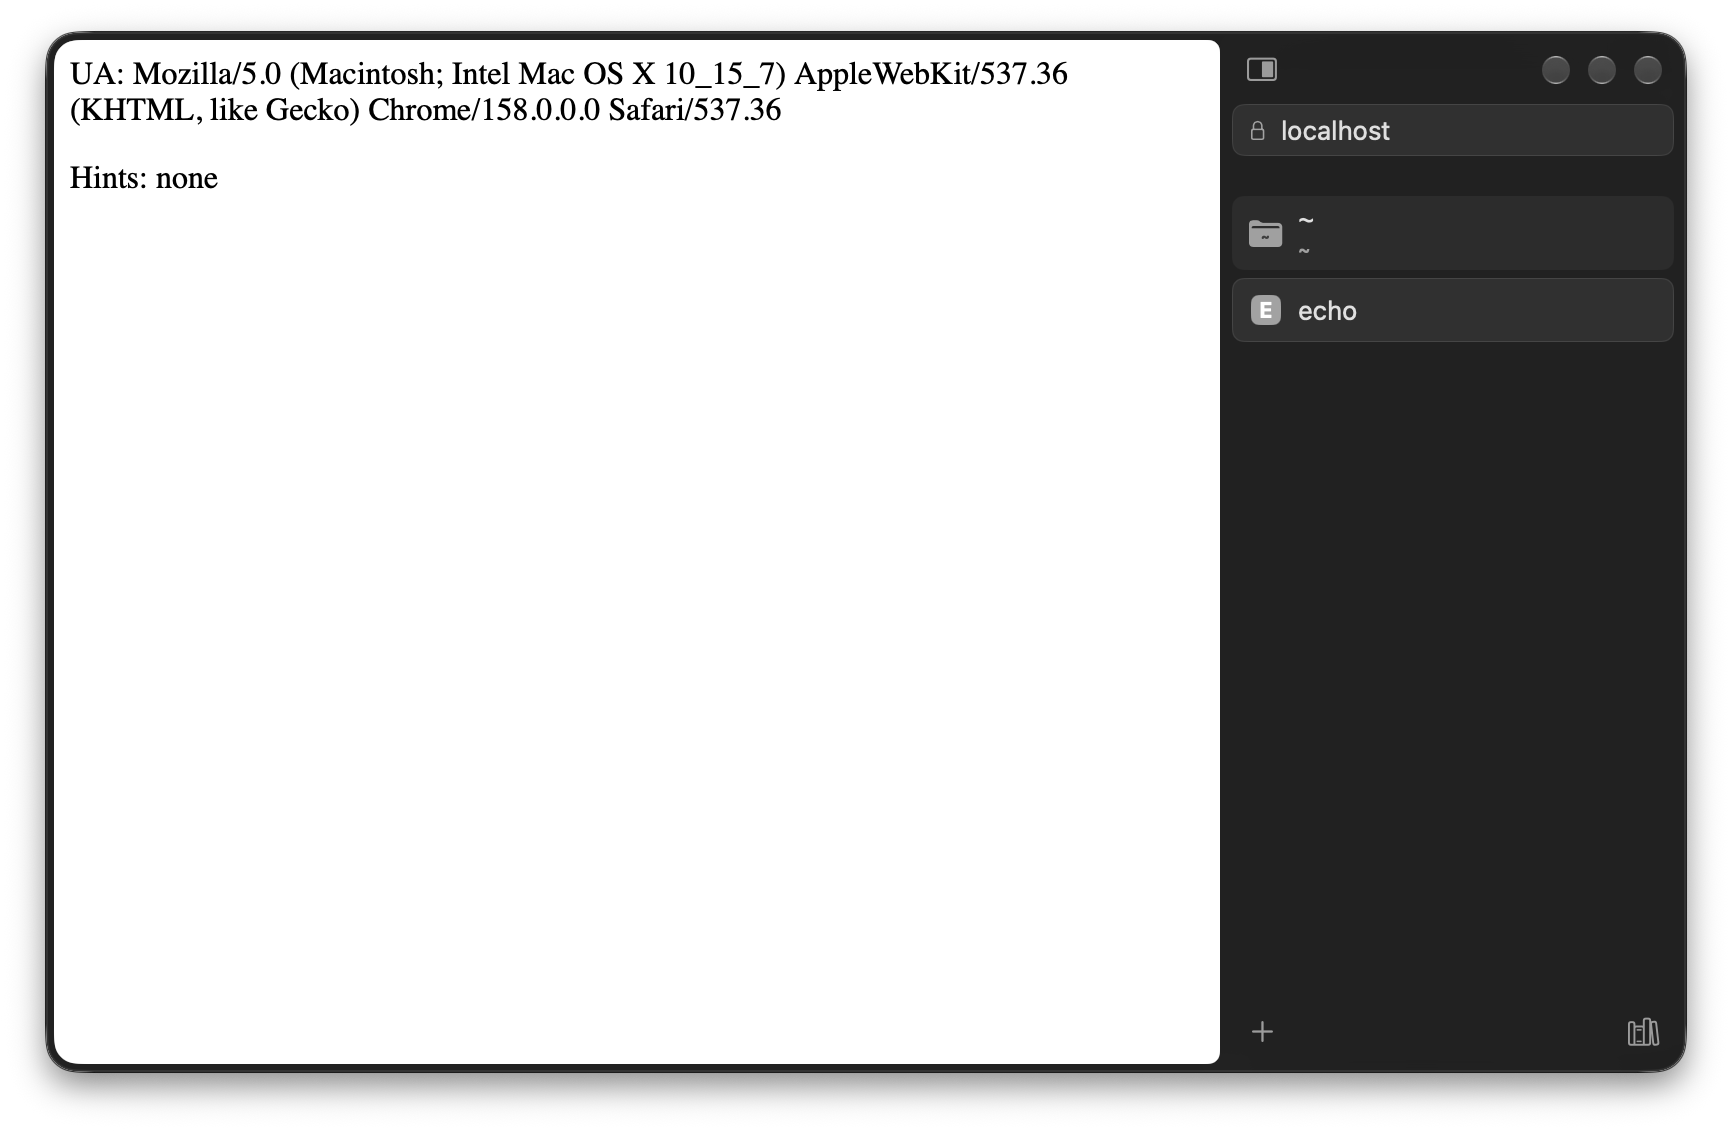 UA: Mozilla/5.0 (Macintosh; Intel Mac OS X 10_15_7) AppleWebKit/537.36
(KHTML, like Gecko) Chrome/158.0.0.0 Safari/537.36
Hints: none
localhost
~
~
~
E echo